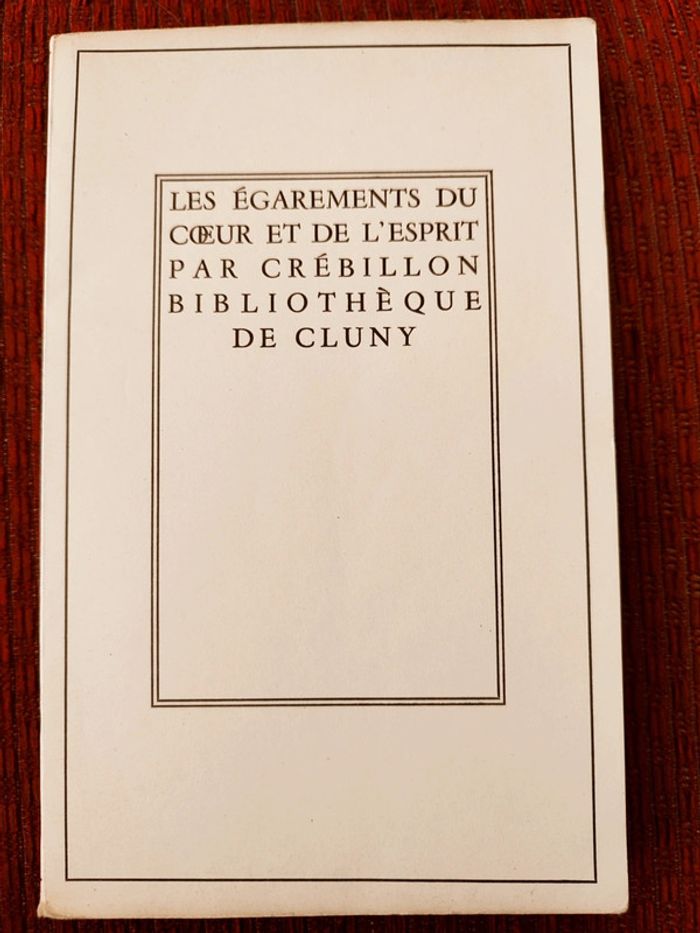 LES ÉGAREMENTS DU
CŒUR ET DE L'ESPRIT
PAR CRÉBILLON
BIBLIOTHÈQUE
DE CLUNY